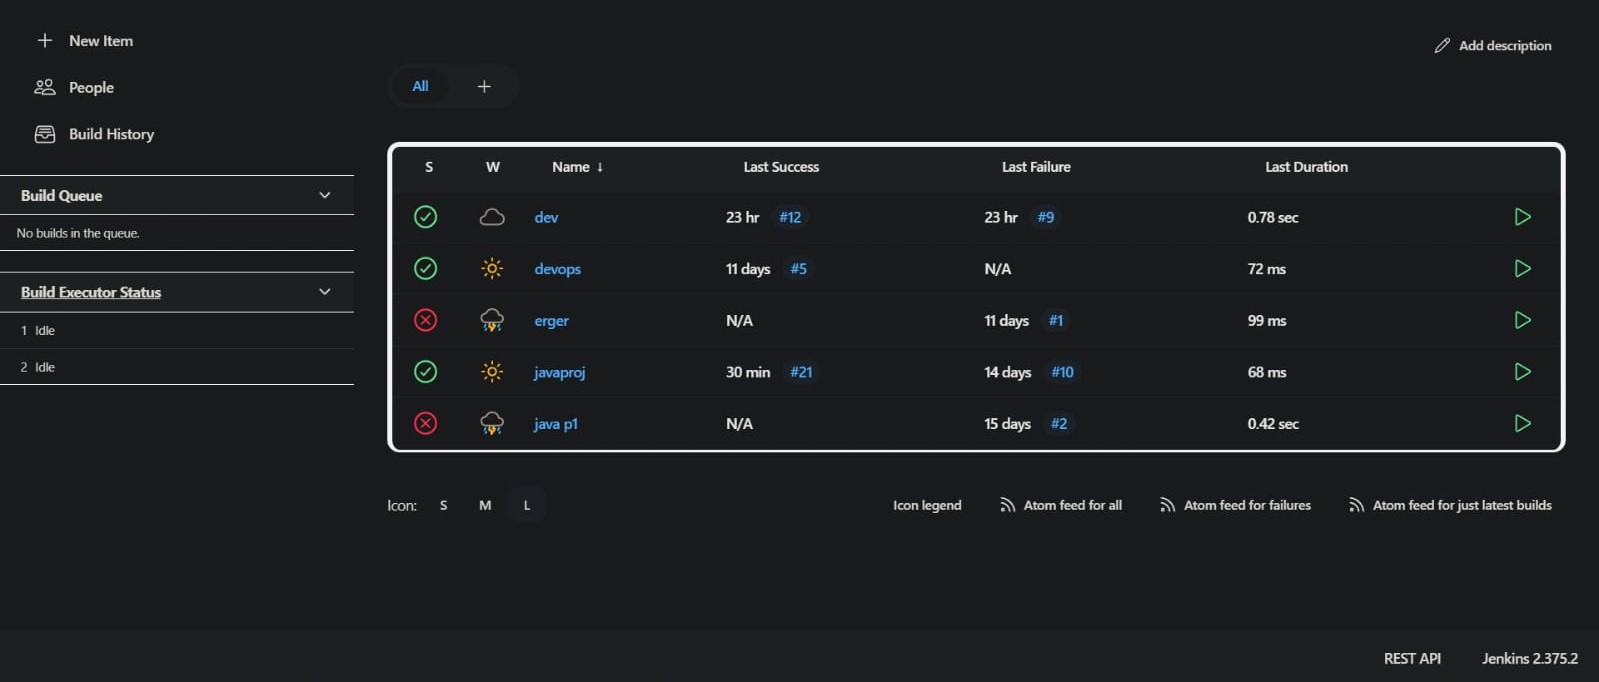 New Item
People
Build History
Build Queue
No builds in the queue.
Build Executor Status
1 Idle
2 Idle
Add description
All
S W Name ↓ Last Success Last Failure Last Duration
dev 23 hr #12 23 hr #9 0.78 sec
devops 11 days #5 N/A 72 ms
erger N/A 11 days #1 99 ms
javaproj 30 min #21 14 days #10 68 ms
java p1 N/A 15 days #2 0.42 sec
Icon: S M L Icon legend Atom feed for all Atom feed for failures Atom feed for just latest builds
REST API Jenkins 2.375.2